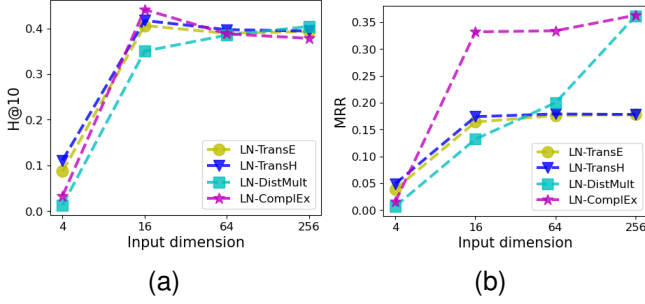 H@10
0.4
0.3
0.2
0.1
0.0
4
16
64
256
Input dimension
LN-TransE
LN-TransH
LN-DistMult
LN-ComplEx
(a)
MRR
0.35
0.30
0.25
0.20
0.15
0.10
0.05
0.00
4
16
64
256
Input dimension
LN-TransE
LN-TransH
LN-DistMult
LN-ComplEx
(b)